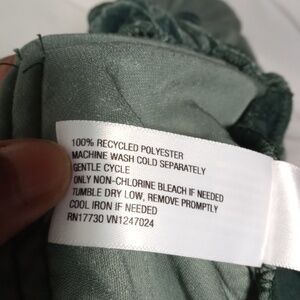 100% RECYCLED POLYESTER
MACHINE WASH COLD SEPARATELY
GENTLE CYCLE
ONLY NON-CHLORINE BLEACH IF NEEDED
TUMBLE DRY LOW, REMOVE PROMPTLY
COOL IRON IF NEEDED
RN17730 VN1247024